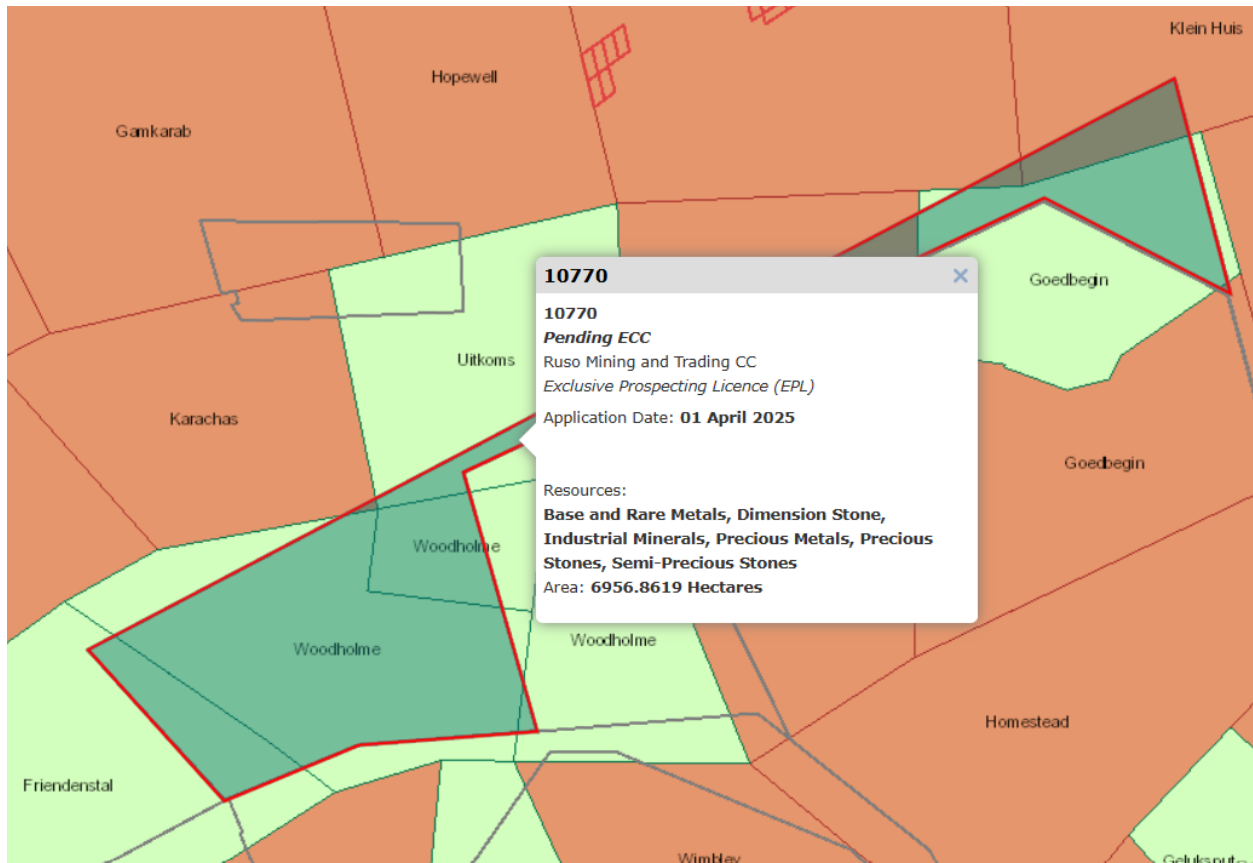 Klein Huis
Hopewell
Gamkarab
10770
Goedbegin
10770
Pending ECC
Ruso Mining and Trading CC
Exclusive Prospecting Licence (EPL)
Uitkoms
Application Date: 01 April 2025
Karachas
Goedbegin
Resources:
Base and Rare Metals, Dimension Stone,
Industrial Minerals, Precious Metals, Precious
Stones, Semi-Precious Stones
Area: 6956.8619 Hectares
Woodholme
Woodholme
Woodholme
Homestead
Friendenstal
Wimbley
Geluksput